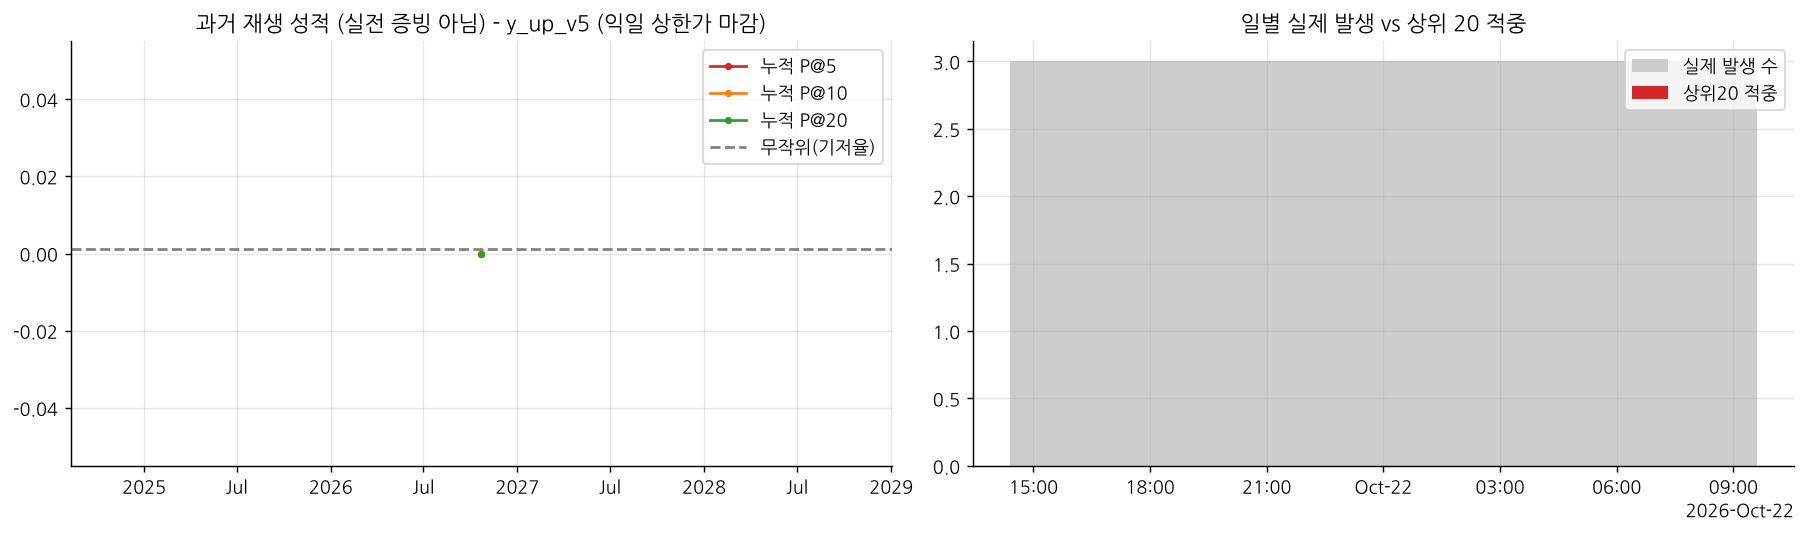 과거 재생 성적 (실전 증빙 아님) - y_up_v5 (익일 상한가 마감)
누적 P@5
누적 P@10
누적 P@20
무작위(기저율)
0.04
0.02
0.00
-0.02
-0.04
2025
Jul
2026
Jul
2027
Jul
2028
Jul
2029
일별 실제 발생 vs 상위 20 적중
실제 발생 수
상위20 적중
3.0
2.5
2.0
1.5
1.0
0.5
0.0
15:00
18:00
21:00
Oct-22
03:00
06:00
09:00
2026-Oct-22